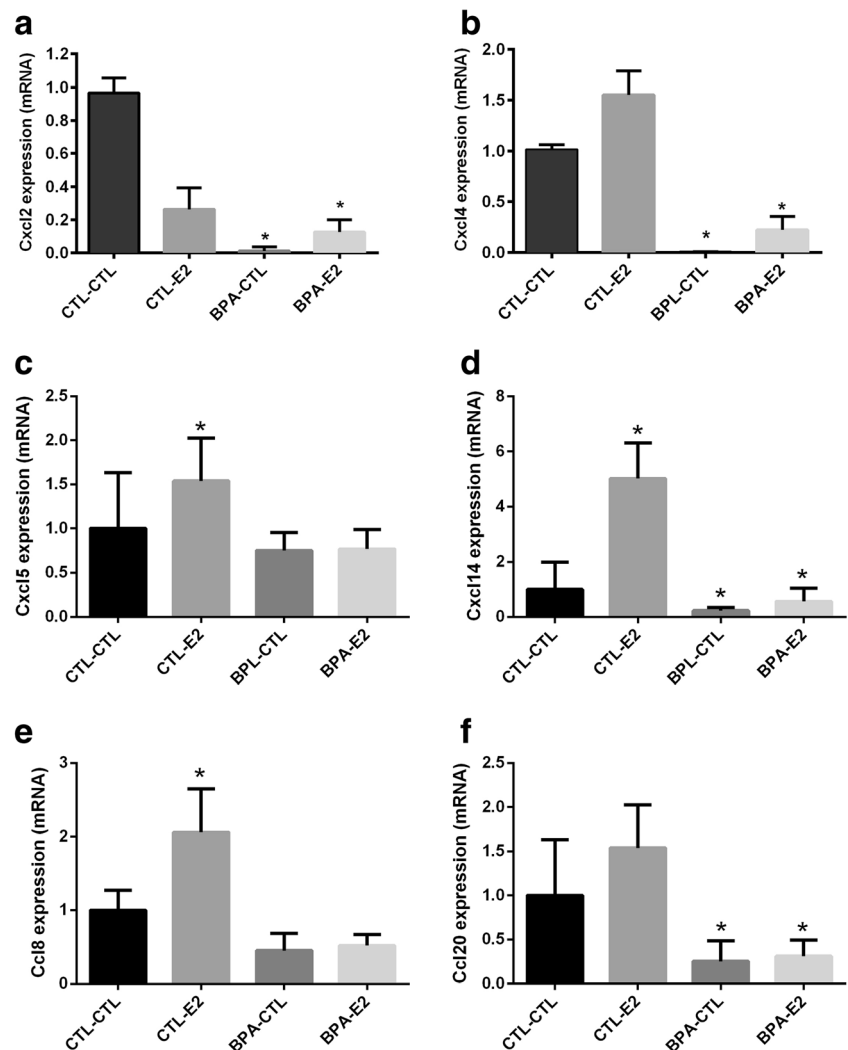 a
Cxcl2 expression (mRNA)
1.2
1.0
0.8
0.6
0.4
0.2
0.0
*
*
CTL-CTL
CTL-E2
BPA-CTL
BPA-E2
b
Cxcl4 expression (mRNA)
2.0
1.5
1.0
0.5
0.0
*
*
CTL-CTL
CTL-E2
BPL-CTL
BPA-E2
c
Cxcl5 expression (mRNA)
2.5
2.0
1.5
1.0
0.5
0.0
*
CTL-CTL
CTL-E2
BPL-CTL
BPA-E2
d
Cxcl14 expression (mRNA)
8
6
4
2
0
*
*
*
CTL-CTL
CTL-E2
BPL-CTL
BPA-E2
e
Ccl8 expression (mRNA)
3
2
1
0
*
CTL-CTL
CTL-E2
BPA-CTL
BPA-E2
f
Ccl20 expression (mRNA)
2.5
2.0
1.5
1.0
0.5
0
*
*
CTL-CTL
CTL-E2
BPA-CTL
BPA-E2